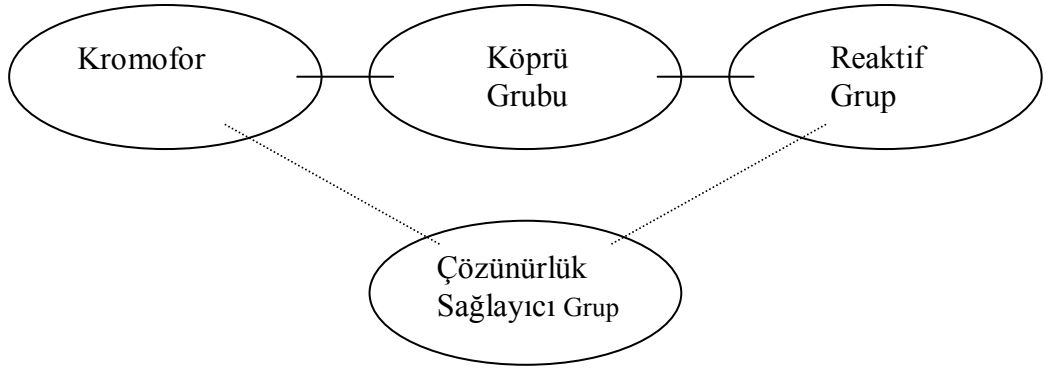 Kromofor
Köprü
Grubu
Reaktif
Grup
Çözünürlük
Sağlayıcı Grup